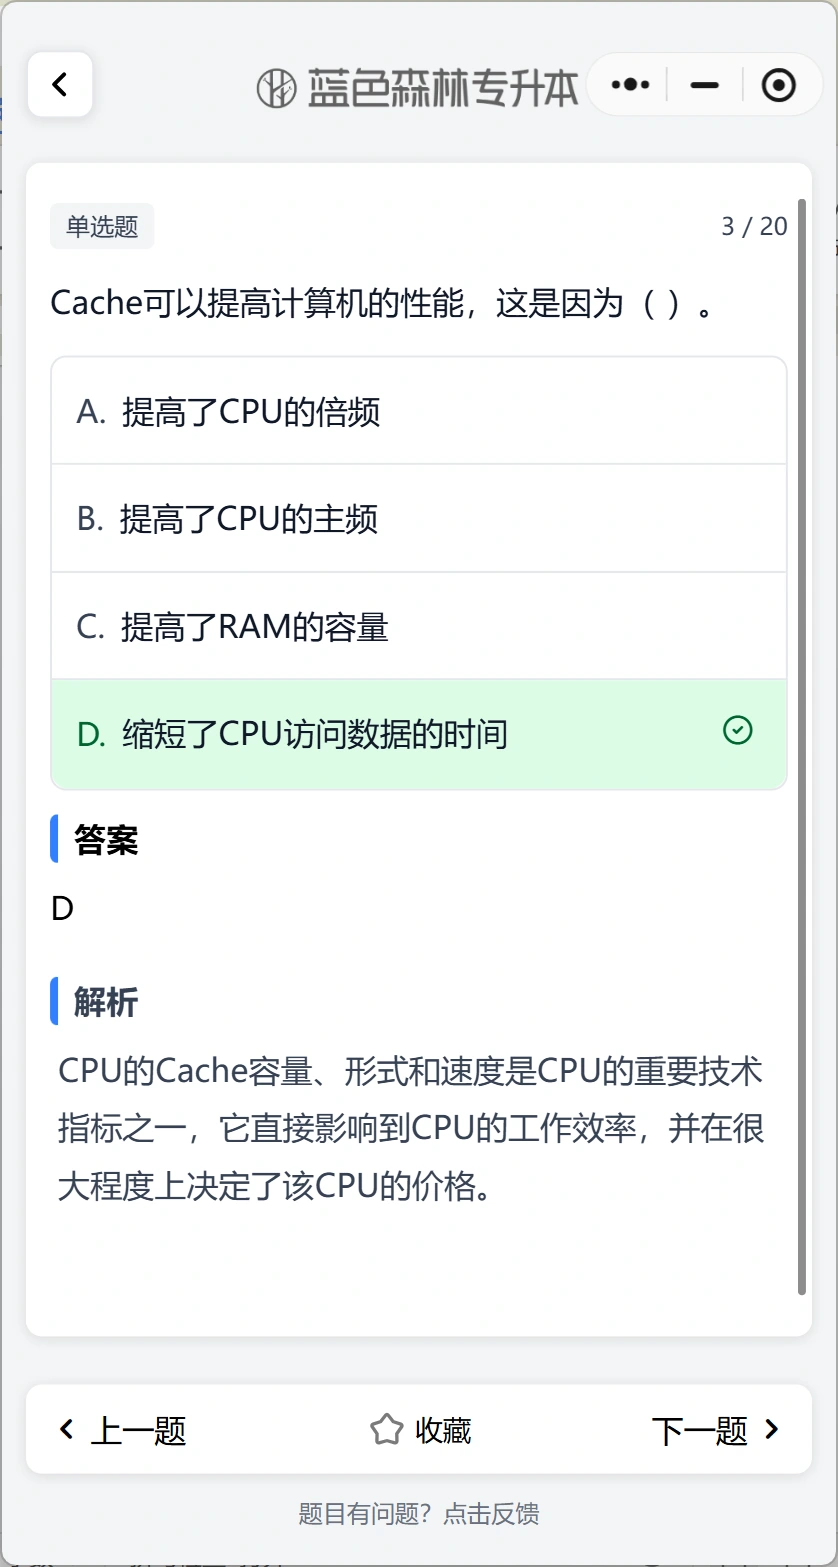 蓝色森林专升本
单选题
3 / 20
Cache可以提高计算机的性能，这是因为（ ）。
A. 提高了CPU的倍频
B. 提高了CPU的主频
C. 提高了RAM的容量
D. 缩短了CPU访问数据的时间
答案
D
解析
CPU的Cache容量、形式和速度是CPU的重要技术
指标之一，它直接影响到CPU的工作效率，并在很
大程度上决定了该CPU的价格。
上一题
收藏
下一题
题目有问题？点击反馈